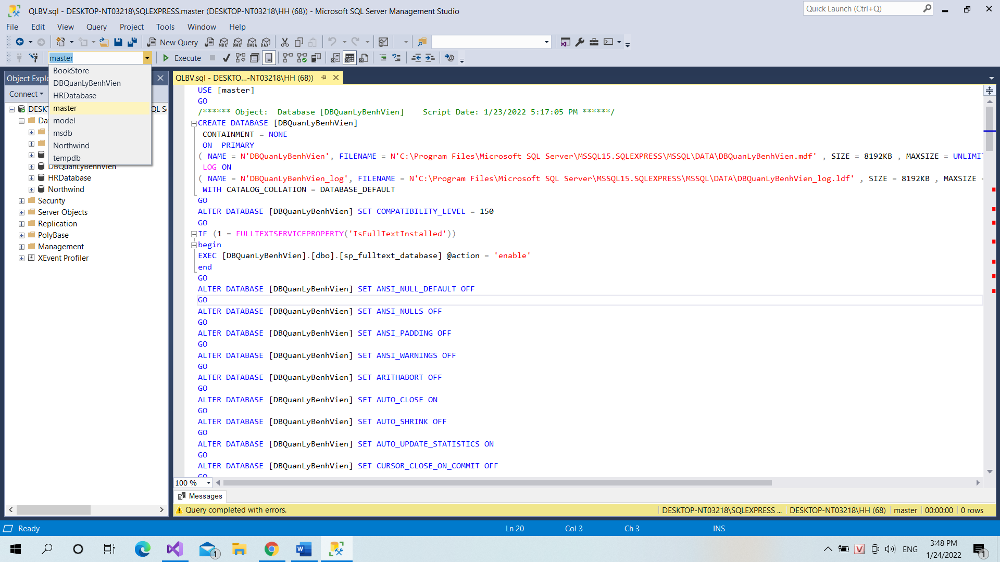 QLBV.sql - DESKTOP-NT03218\SQLEXPRESS.master (DESKTOP-NT03218\HH (68)) - Microsoft SQL Server Management Studio
Quick Launch (Ctrl+Q)
File Edit View Query Project Tools Window Help
New Query MDX DMX XMLA DAX
master Execute
BookStore
DBQuanLyBenhVien
HRDatabase
master
model
msdb
Northwind
tempdb
Object Explo
Connect
DESKT QL Se
Dat
DBQuanLyBenhVien
HRDatabase
Northwind
Security
Server Objects
Replication
PolyBase
Management
XEvent Profiler
QLBV.sql - DESKTO...-NT03218\HH (68))
USE [master]
GO
/****** Object:  Database [DBQuanLyBenhVien]    Script Date: 1/23/2022 5:17:05 PM ******/
CREATE DATABASE [DBQuanLyBenhVien]
CONTAINMENT = NONE
ON  PRIMARY
( NAME = N'DBQuanLyBenhVien', FILENAME = N'C:\Program Files\Microsoft SQL Server\MSSQL15.SQLEXPRESS\MSSQL\DATA\DBQuanLyBenhVien.mdf' , SIZE = 8192KB , MAXSIZE = UNLIMIT
LOG ON
( NAME = N'DBQuanLyBenhVien_log', FILENAME = N'C:\Program Files\Microsoft SQL Server\MSSQL15.SQLEXPRESS\MSSQL\DATA\DBQuanLyBenhVien_log.ldf' , SIZE = 8192KB , MAXSIZE =
WITH CATALOG_COLLATION = DATABASE_DEFAULT
GO
ALTER DATABASE [DBQuanLyBenhVien] SET COMPATIBILITY_LEVEL = 150
GO
IF (1 = FULLTEXTSERVICEPROPERTY('IsFullTextInstalled'))
begin
EXEC [DBQuanLyBenhVien].[dbo].[sp_fulltext_database] @action = 'enable'
end
GO
ALTER DATABASE [DBQuanLyBenhVien] SET ANSI_NULL_DEFAULT OFF
GO
ALTER DATABASE [DBQuanLyBenhVien] SET ANSI_NULLS OFF
GO
ALTER DATABASE [DBQuanLyBenhVien] SET ANSI_PADDING OFF
GO
ALTER DATABASE [DBQuanLyBenhVien] SET ANSI_WARNINGS OFF
GO
ALTER DATABASE [DBQuanLyBenhVien] SET ARITHABORT OFF
GO
ALTER DATABASE [DBQuanLyBenhVien] SET AUTO_CLOSE ON
GO
ALTER DATABASE [DBQuanLyBenhVien] SET AUTO_SHRINK OFF
GO
ALTER DATABASE [DBQuanLyBenhVien] SET AUTO_UPDATE_STATISTICS ON
GO
ALTER DATABASE [DBQuanLyBenhVien] SET CURSOR_CLOSE_ON_COMMIT OFF
GO
100 %
Messages
Query completed with errors. DESKTOP-NT03218\SQLEXPRESS ... DESKTOP-NT03218\HH (68) master 00:00:00 0 rows
Ready Ln 20 Col 3 Ch 3 INS
1 ENG 3:48 PM
1/24/2022 1